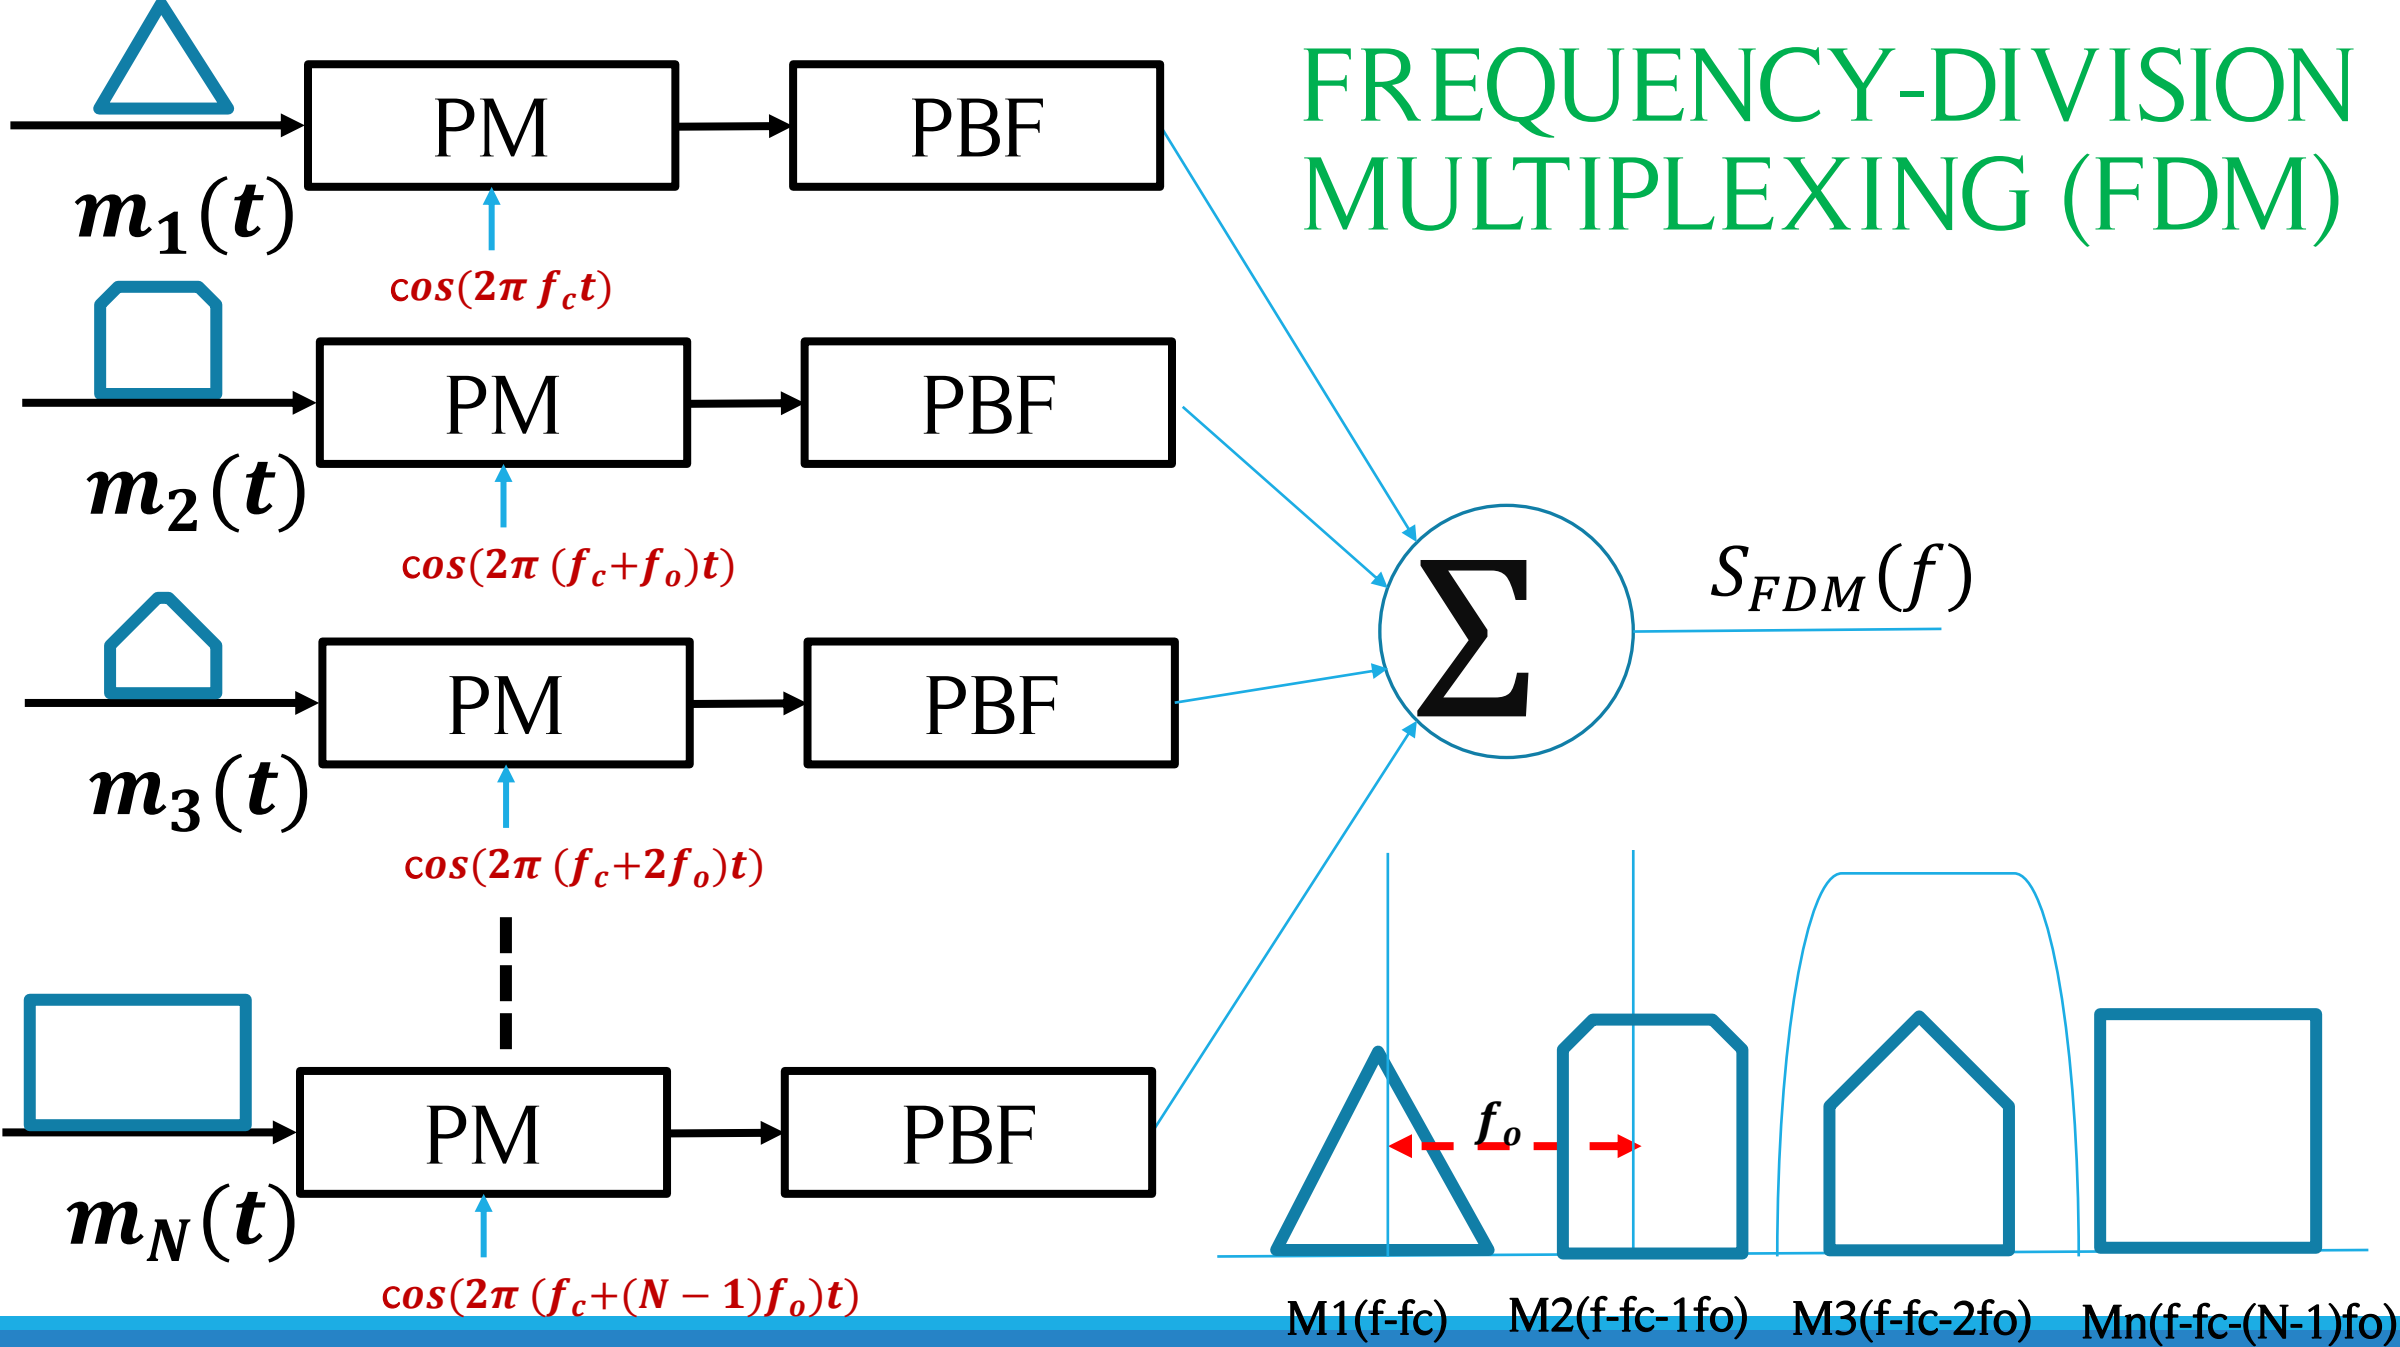 FREQUENCY-DIVISION
MULTIPLEXING (FDM)
PM
PBF
m₁(t)
cos(2π f_c t)
PM
PBF
m₂(t)
cos(2π (f_c+f_o)t)
PM
PBF
m₃(t)
cos(2π (f_c+2f_o)t)
PM
PBF
m_N(t)
cos(2π (f_c+(N − 1)f_o)t)
Σ
S_FDM(f)
f_o
M1(f-fc)
M2(f-fc-1fo)
M3(f-fc-2fo)
Mn(f-fc-(N-1)fo)